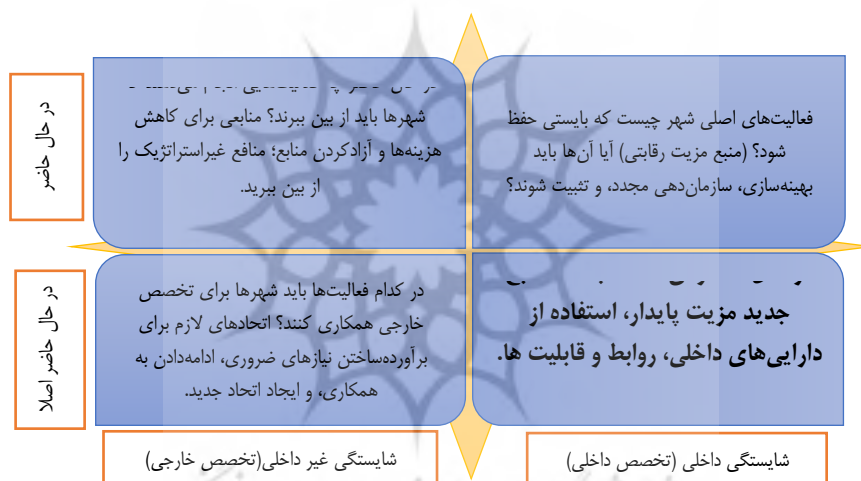 فعالیت‌های اصلی شهر چیست که بایستی حفظ
شود؟ (منبع مزیت رقابتی) آیا آن‌ها باید
بهینه‌سازی، سازمان‌دهی مجدد، و تثبیت شوند؟
شهرها باید از بین ببرند؟ منابعی برای کاهش
هزینه‌ها و آزادکردن منابع؛ منافع غیراستراتژیک را
از بین ببرید.
در حال حاضر
جدید مزیت پایدار، استفاده از
دارایی‌های داخلی، روابط و قابلیت ها.
در کدام فعالیت‌ها باید شهرها برای تخصص
خارجی همکاری کنند؟ اتحادهای لازم برای
برآورده‌ساختن نیازهای ضروری، ادامه‌دادن به
همکاری، و ایجاد اتحاد جدید.
در حال حاضر اصلا
شایستگی داخلی (تخصص داخلی)
شایستگی غیر داخلی(تخصص خارجی)